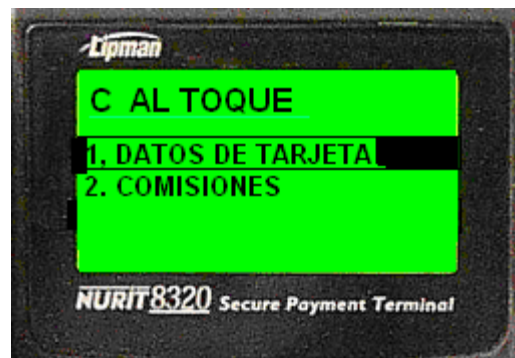 Lipman
C AL TOQUE
1, DATOS DE TARJETA
2. COMISIONES
NURIT 8320 Secure Payment Terminal